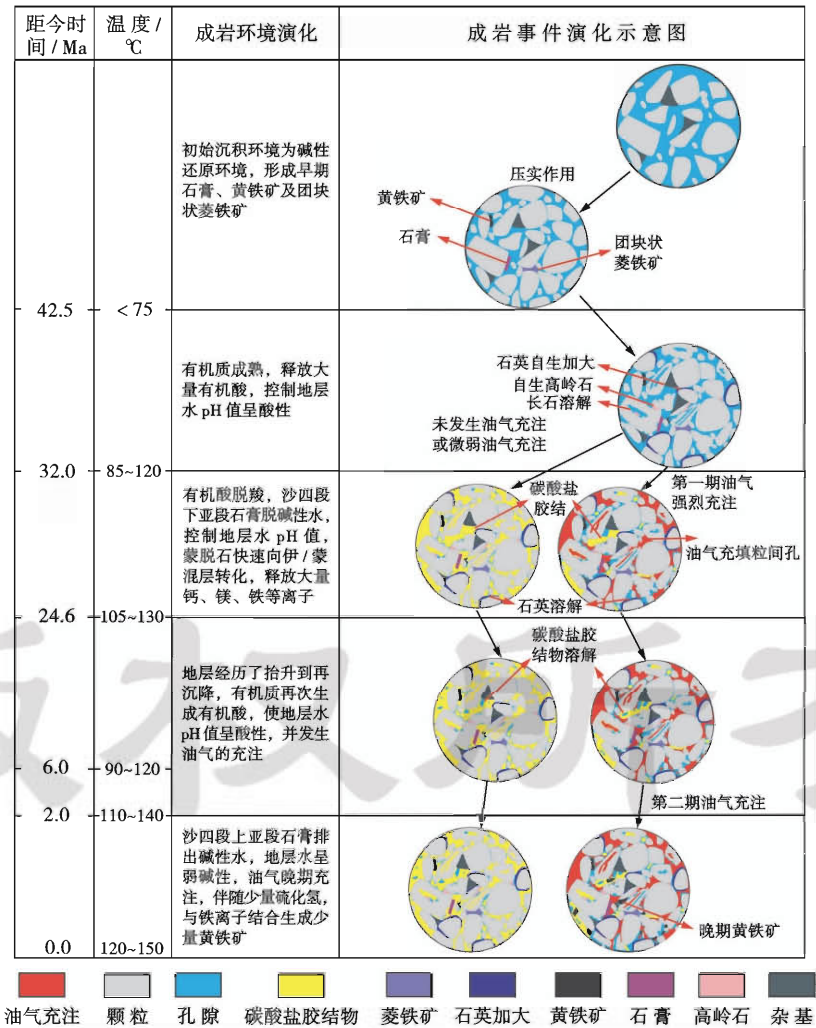 距今时
间/Ma
温度/
℃
成岩环境演化
成岩事件演化示意图
初始沉积环境为碱性
还原环境，形成早期
石膏、黄铁矿及团块
状菱铁矿
压实作用
黄铁矿
石膏
团块状
菱铁矿
42.5
<75
有机质成熟，释放大
量有机酸，控制地层
水pH值呈酸性
石英自生加大
自生高岭石
长石溶解
未发生油气充注
或微弱油气充注
32.0
85~120
第一期油气
强烈充注
有机酸脱羧，沙四段
下亚段石膏脱碱性水，
控制地层水pH值，
蒙脱石快速向伊/蒙
混层转化，释放大量
钙、镁、铁等离子
碳酸盐
胶结
油气充填粒间孔
石英溶解
24.6
105~130
地层经历了抬升到再
沉降，有机质再次生
成有机酸，使地层水
pH值呈酸性，并发生
油气的充注
碳酸盐胶
结物溶解
6.0
90~120
第二期油气充注
2.0
110~140
沙四段上亚段石膏排
出碱性水，地层水呈
弱碱性，油气晚期充
注，伴随少量硫化氢，
与铁离子结合生成少
量黄铁矿
晚期黄铁矿
0.0
120~150
油气充注
颗粒
孔隙
碳酸盐胶结物
菱铁矿
石英加大
黄铁矿
石膏
高岭石
杂基